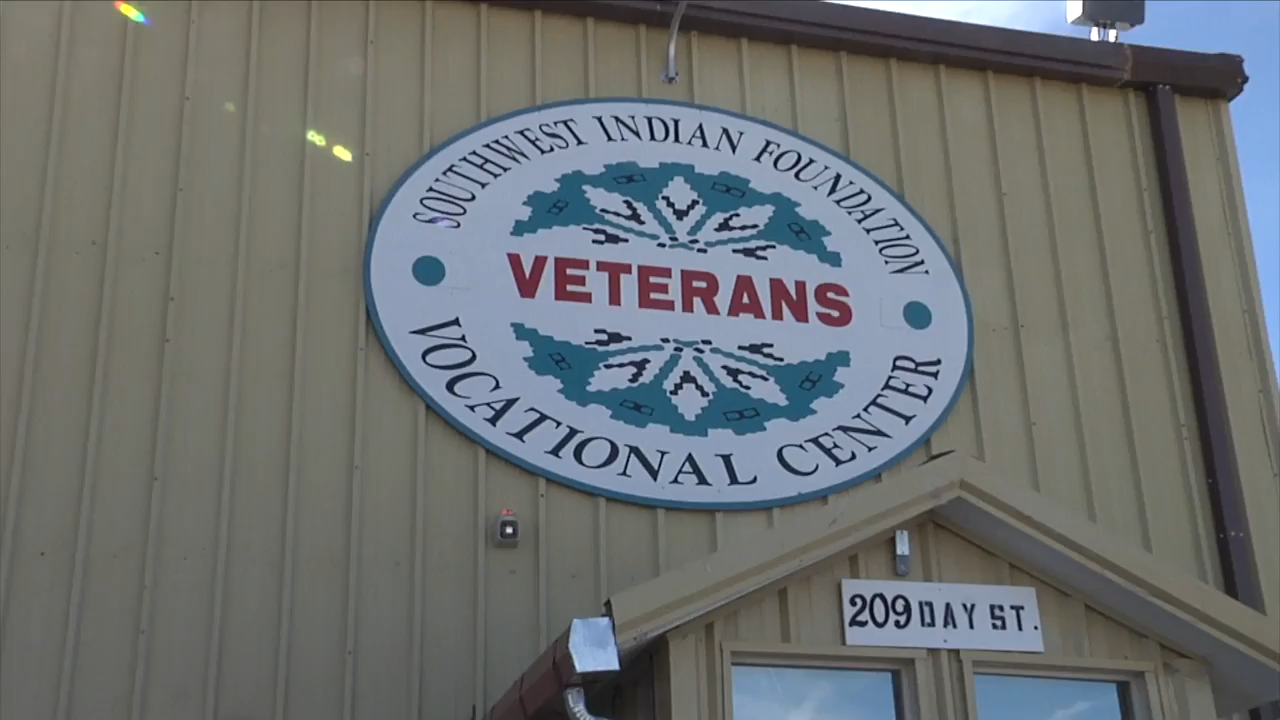 SOUTHWEST INDIAN FOUNDATION
VETERANS
VOCATIONAL CENTER
209 DAY ST.